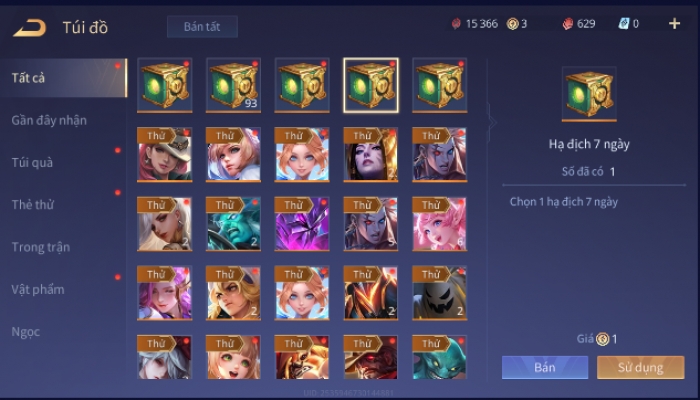 Túi đồ
Bán tất
15 366
3
629
0
+
Tất cả
Gần đây nhận
Túi quà
Thẻ thử
Trong trận
Vật phẩm
Ngọc
93
Thử Thử Thử Thử Thử
Thử Thử Thử Thử Thử
2 2 3 6
Thử Thử Thử Thử Thử
2 2 2 2 2
Thử Thử Thử Thử Thử
Hạ địch 7 ngày
Số đã có 1
Chọn 1 hạ địch 7 ngày
Giá 1
Bán
Sử dụng